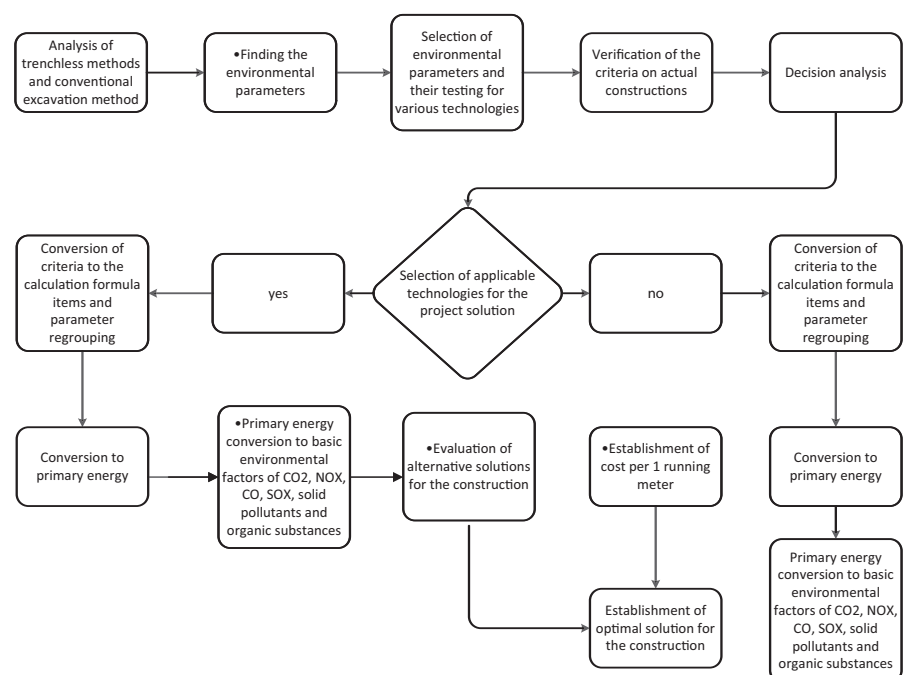 Analysis of
trenchless methods
and conventional
excavation method
•Finding the
environmental
parameters
Selection of
environmental
parameters and
their testing for
various technologies
Verification of the
criteria on actual
constructions
Decision analysis
Conversion of
criteria to the
calculation formula
items and
parameter
regrouping
yes
Selection of applicable
technologies for the
project solution
no
Conversion of
criteria to the
calculation formula
items and
parameter
regrouping
Conversion to
primary energy
•Primary energy
conversion to basic
environmental
factors of CO2, NOX,
CO, SOX, solid
pollutants and
organic substances
•Evaluation of
alternative solutions
for the construction
•Establishment of
cost per 1 running
meter
Conversion
to primary energy
Establishment of
optimal solution for
the construction
Primary energy
conversion to basic
environmental
factors of CO2, NOX,
CO, SOX, solid
pollutants and
organic substances